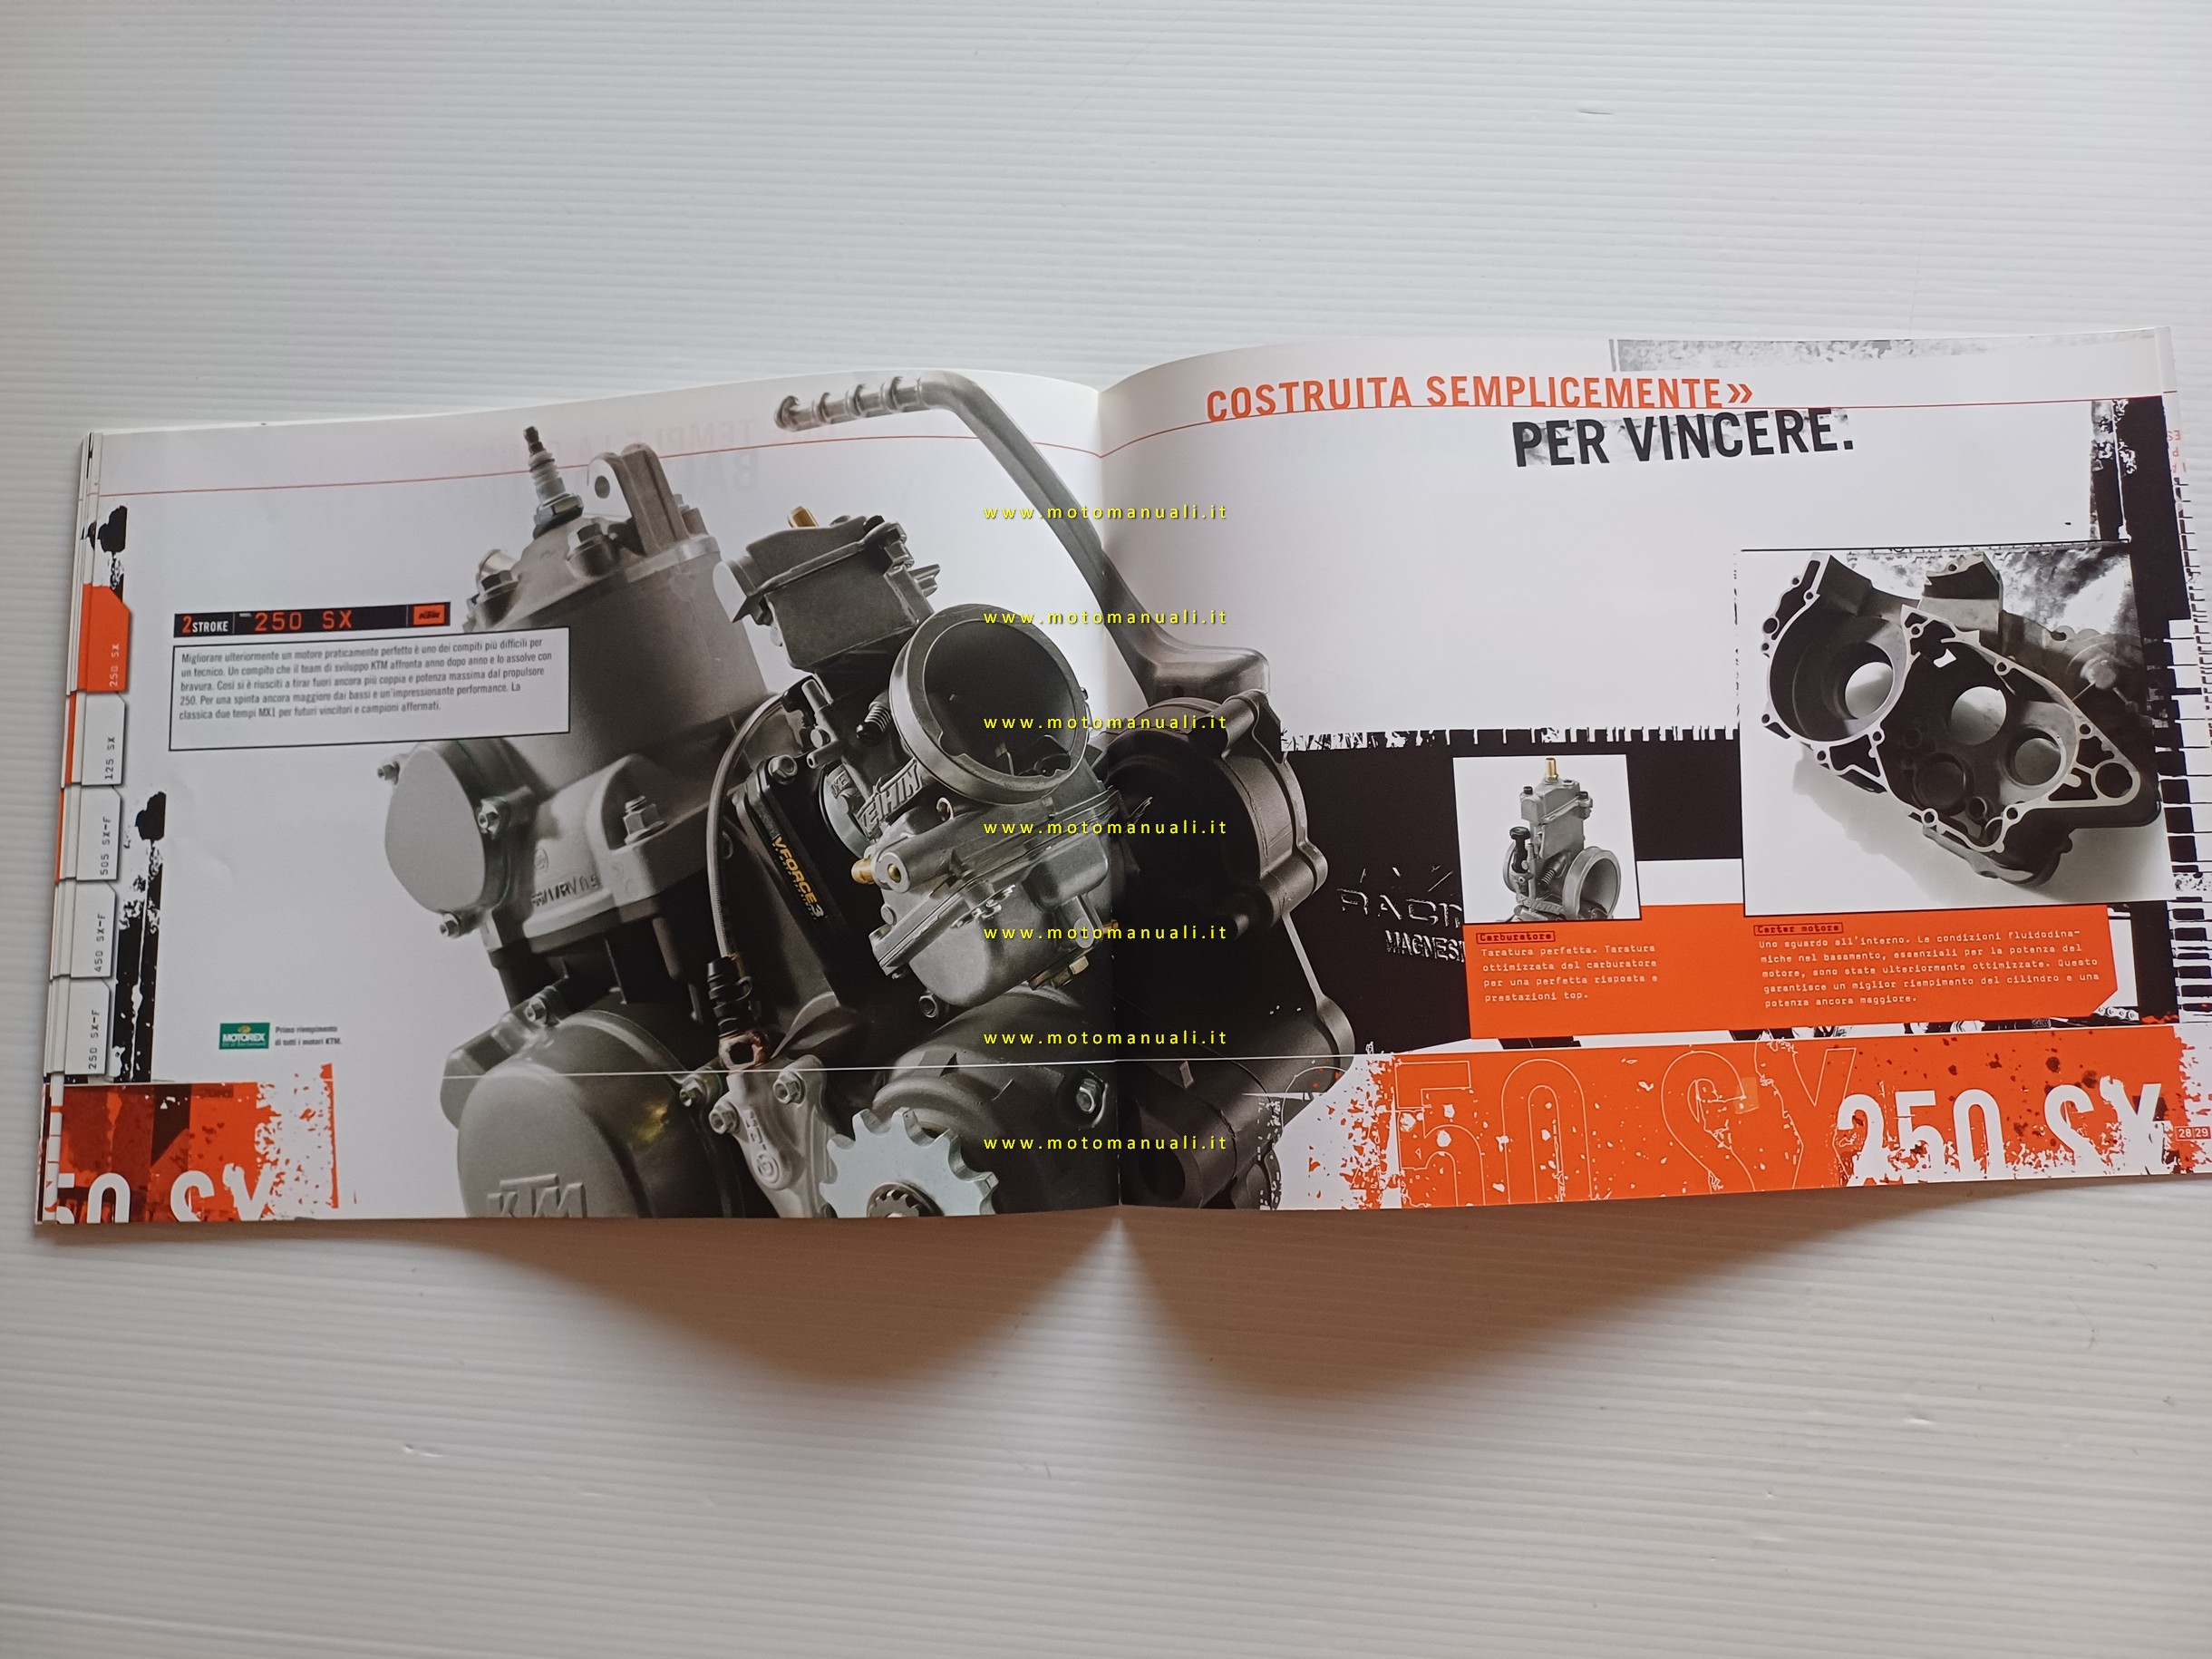 COSTRUITA SEMPLICEMENTE»
PER VINCERE.
2STROKE 250 SX KTM
Migliorare ulteriormente un motore praticamente perfetto è uno dei compiti più difficili per
un tecnico. Un compito che il team di sviluppo KTM affronta anno dopo anno e lo assolve con
bravura. Così si è riusciti a tirar fuori ancora più coppia e potenza massima dal propulsore
250. Per una spinta ancora maggiore dai bassi e un'impressionante performance. La
classica due tempi MX1 per futuri vincitori e campioni affermati.
250 SX
125 SX
505 SX-F
450 SX-F
250 SX-F
MOTOREX
Primo riempimento
di tutti i motori KTM.
KEIHIN
VFORCE3
KTM
RACIN
MAGNESI
Carburatore
Taratura perfetta. Taratura
ottimizzata del carburatore
per una perfetta risposta e
prestazioni top.
Carter motore
Uno sguardo all'interno. Le condizioni fluidodina-
miche nel basamento, essenziali per la potenza del
motore, sono state ulteriormente ottimizzate. Questo
garantisce un miglior riempimento del cilindro e una
potenza ancora maggiore.
50 SX
50 SX
250 SX
28|29
www.motomanuali.it
www.motomanuali.it
www.motomanuali.it
www.motomanuali.it
www.motomanuali.it
www.motomanuali.it
www.motomanuali.it